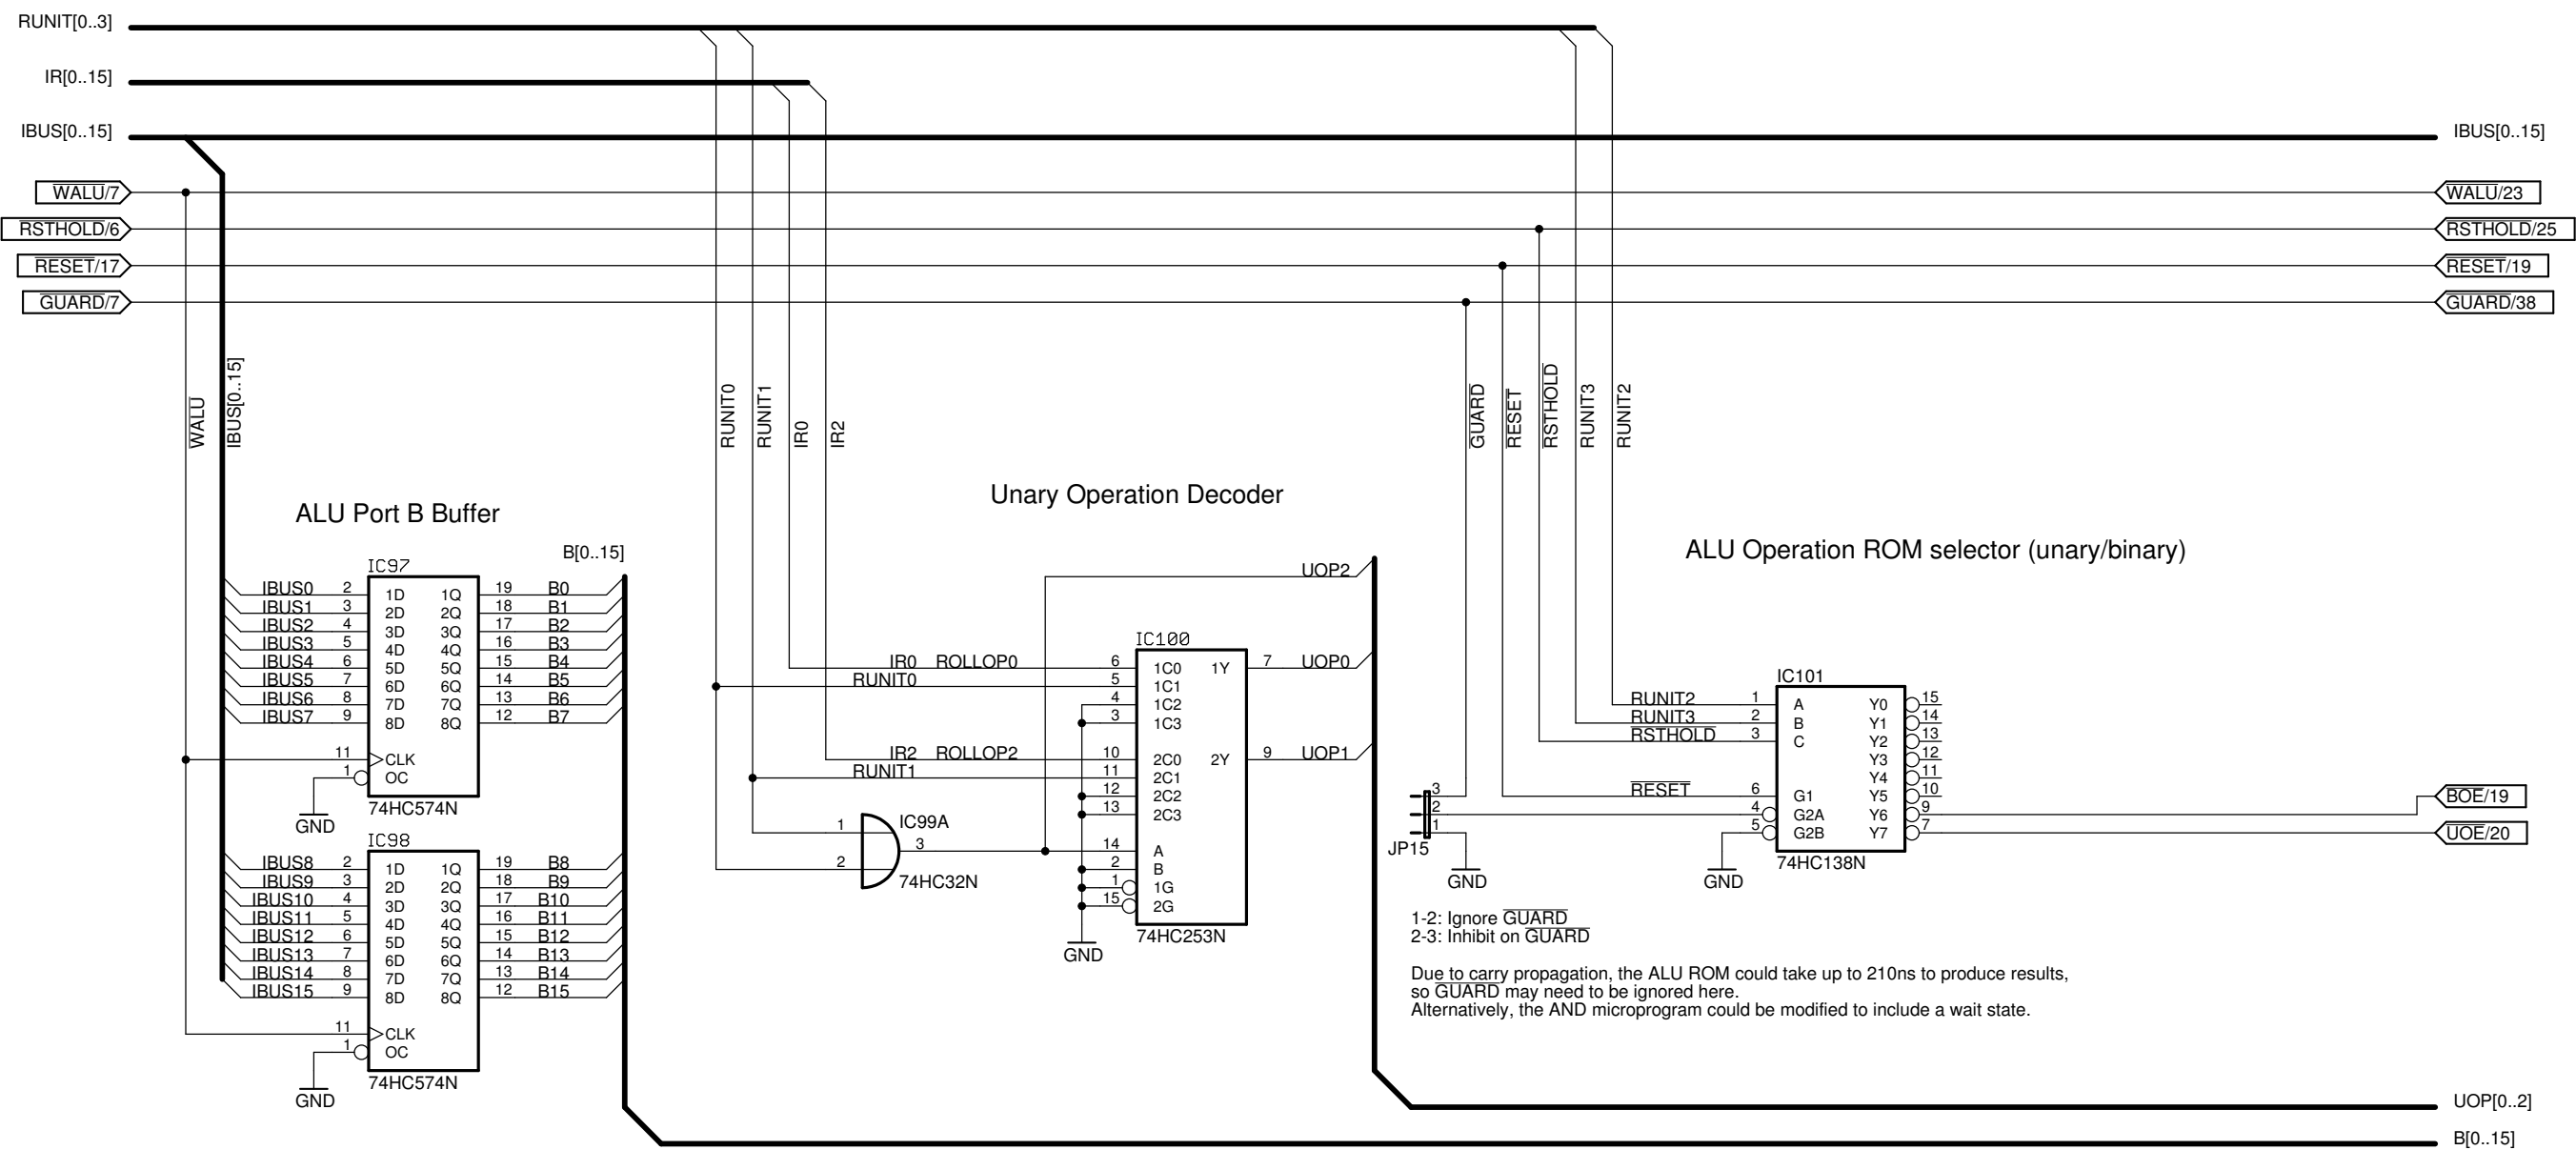 RUNIT[0..3]
IR[0..15]
IBUS[0..15]
IBUS[0..15]
WALU/7
WALU/23
RSTHOLD/6
RSTHOLD/25
RESET/17
RESET/19
GUARD/7
GUARD/38
WALU
IBUS[0..15]
RUNIT0
RUNIT1
IR0
IR2
GUARD
RESET
RSTHOLD
RUNIT3
RUNIT2
ALU Port B Buffer
B[0..15]
IC97
IBUS0 2 1D 1Q 19 B0
IBUS1 3 2D 2Q 18 B1
IBUS2 4 3D 3Q 17 B2
IBUS3 5 4D 4Q 16 B3
IBUS4 6 5D 5Q 15 B4
IBUS5 7 6D 6Q 14 B5
IBUS6 8 7D 7Q 13 B6
IBUS7 9 8D 8Q 12 B7
11 CLK
1 OC
74HC574N
GND
IC98
IBUS8 2 1D 1Q 19 B8
IBUS9 3 2D 2Q 18 B9
IBUS10 4 3D 3Q 17 B10
IBUS11 5 4D 4Q 16 B11
IBUS12 6 5D 5Q 15 B12
IBUS13 7 6D 6Q 14 B13
IBUS14 8 7D 7Q 13 B14
IBUS15 9 8D 8Q 12 B15
11 CLK
1 OC
74HC574N
GND
Unary Operation Decoder
UOP2
IC100
IR0 ROLLOP0 6 1C0 1Y 7 UOP0
RUNIT0 5 1C1
4 1C2
3 1C3
IR2 ROLLOP2 10 2C0 2Y 9 UOP1
RUNIT1 11 2C1
12 2C2
13 2C3
14 A
2 B
1 1G
15 2G
74HC253N
GND
1
2
3
IC99A
74HC32N
ALU Operation ROM selector (unary/binary)
IC101
RUNIT2 1 A Y0 15
RUNIT3 2 B Y1 14
RSTHOLD 3 C Y2 13
Y3 12
Y4 11
RESET 6 G1 Y5 10
4 G2A Y6 9
5 G2B Y7 7
74HC138N
GND
BOE/19
UOE/20
3
2
1
JP15
GND
1-2: Ignore GUARD
2-3: Inhibit on GUARD
Due to carry propagation, the ALU ROM could take up to 210ns to produce results,
so GUARD may need to be ignored here.
Alternatively, the AND microprogram could be modified to include a wait state.
UOP[0..2]
B[0..15]